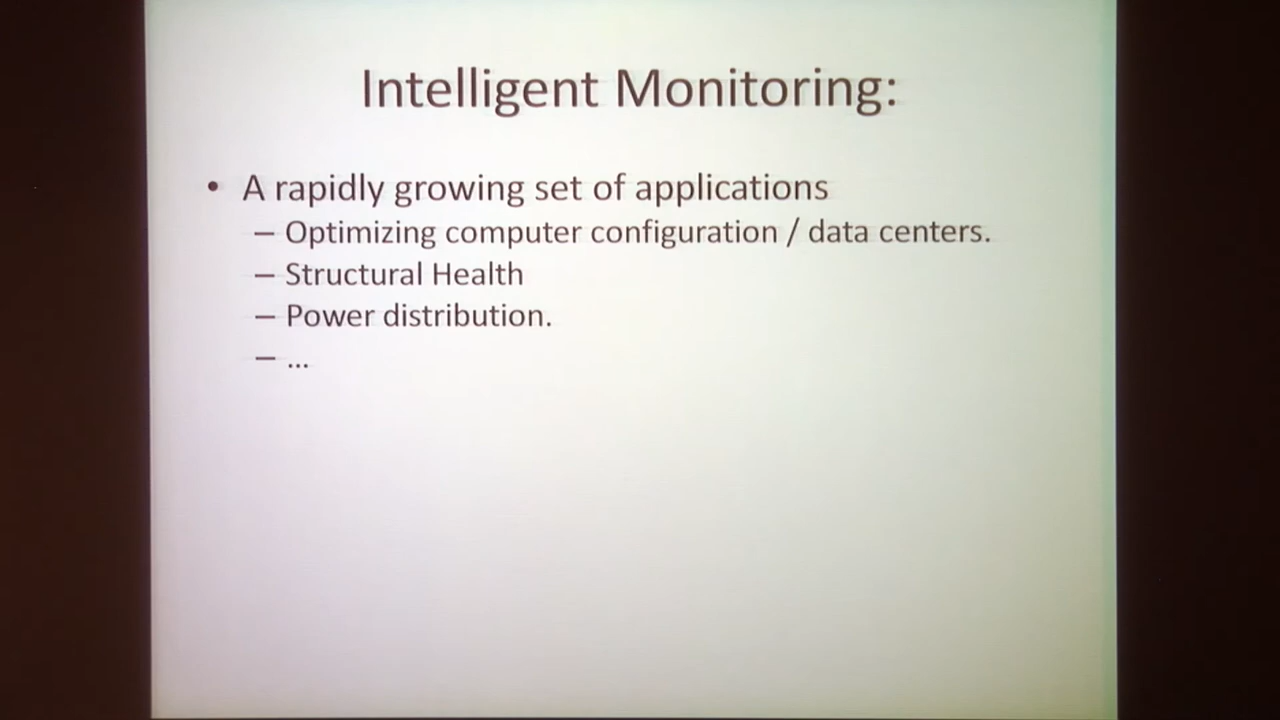 Intelligent Monitoring:
• A rapidly growing set of applications
– Optimizing computer configuration / data centers.
– Structural Health
– Power distribution.
– ...